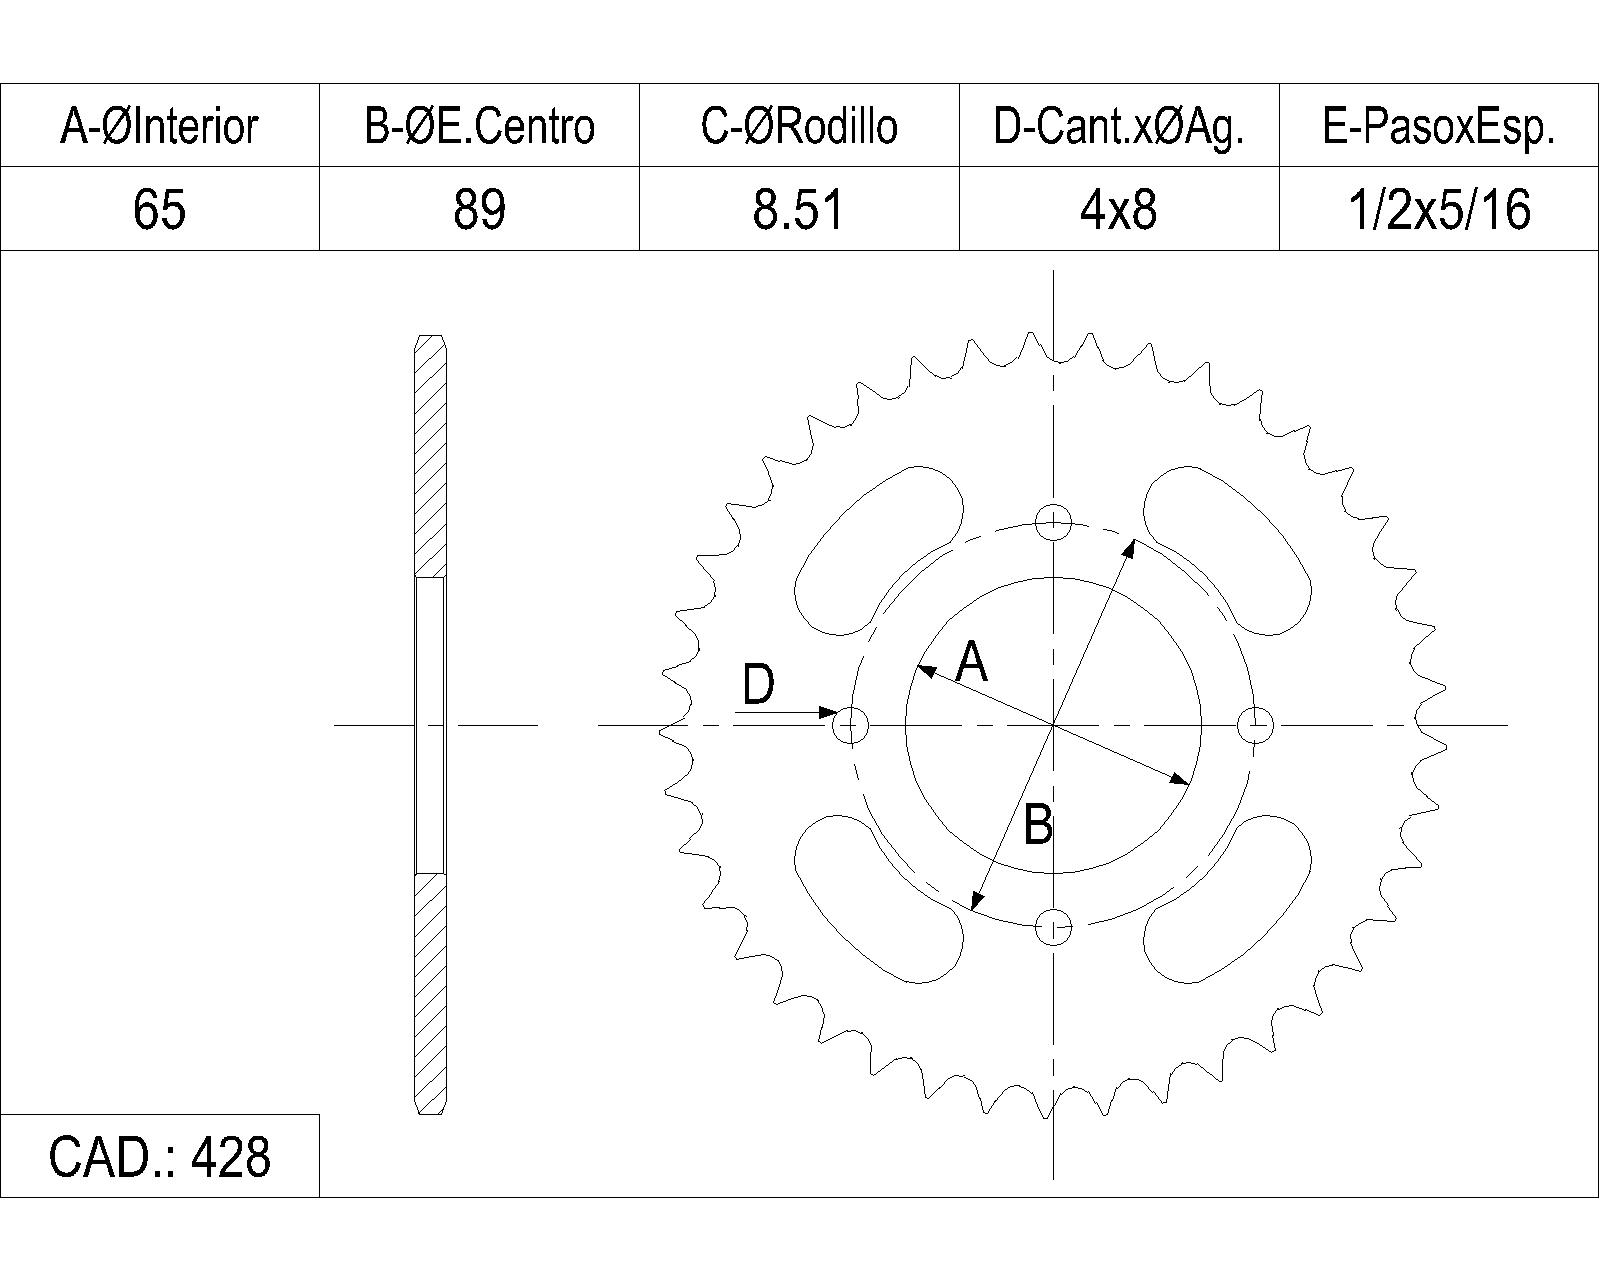 A-ØInterior B-ØE.Centro C-ØRodillo D-Cant.xØAg. E-PasoxEsp.
65 89 8.51 4x8 1/2x5/16
A
D
B
CAD.: 428